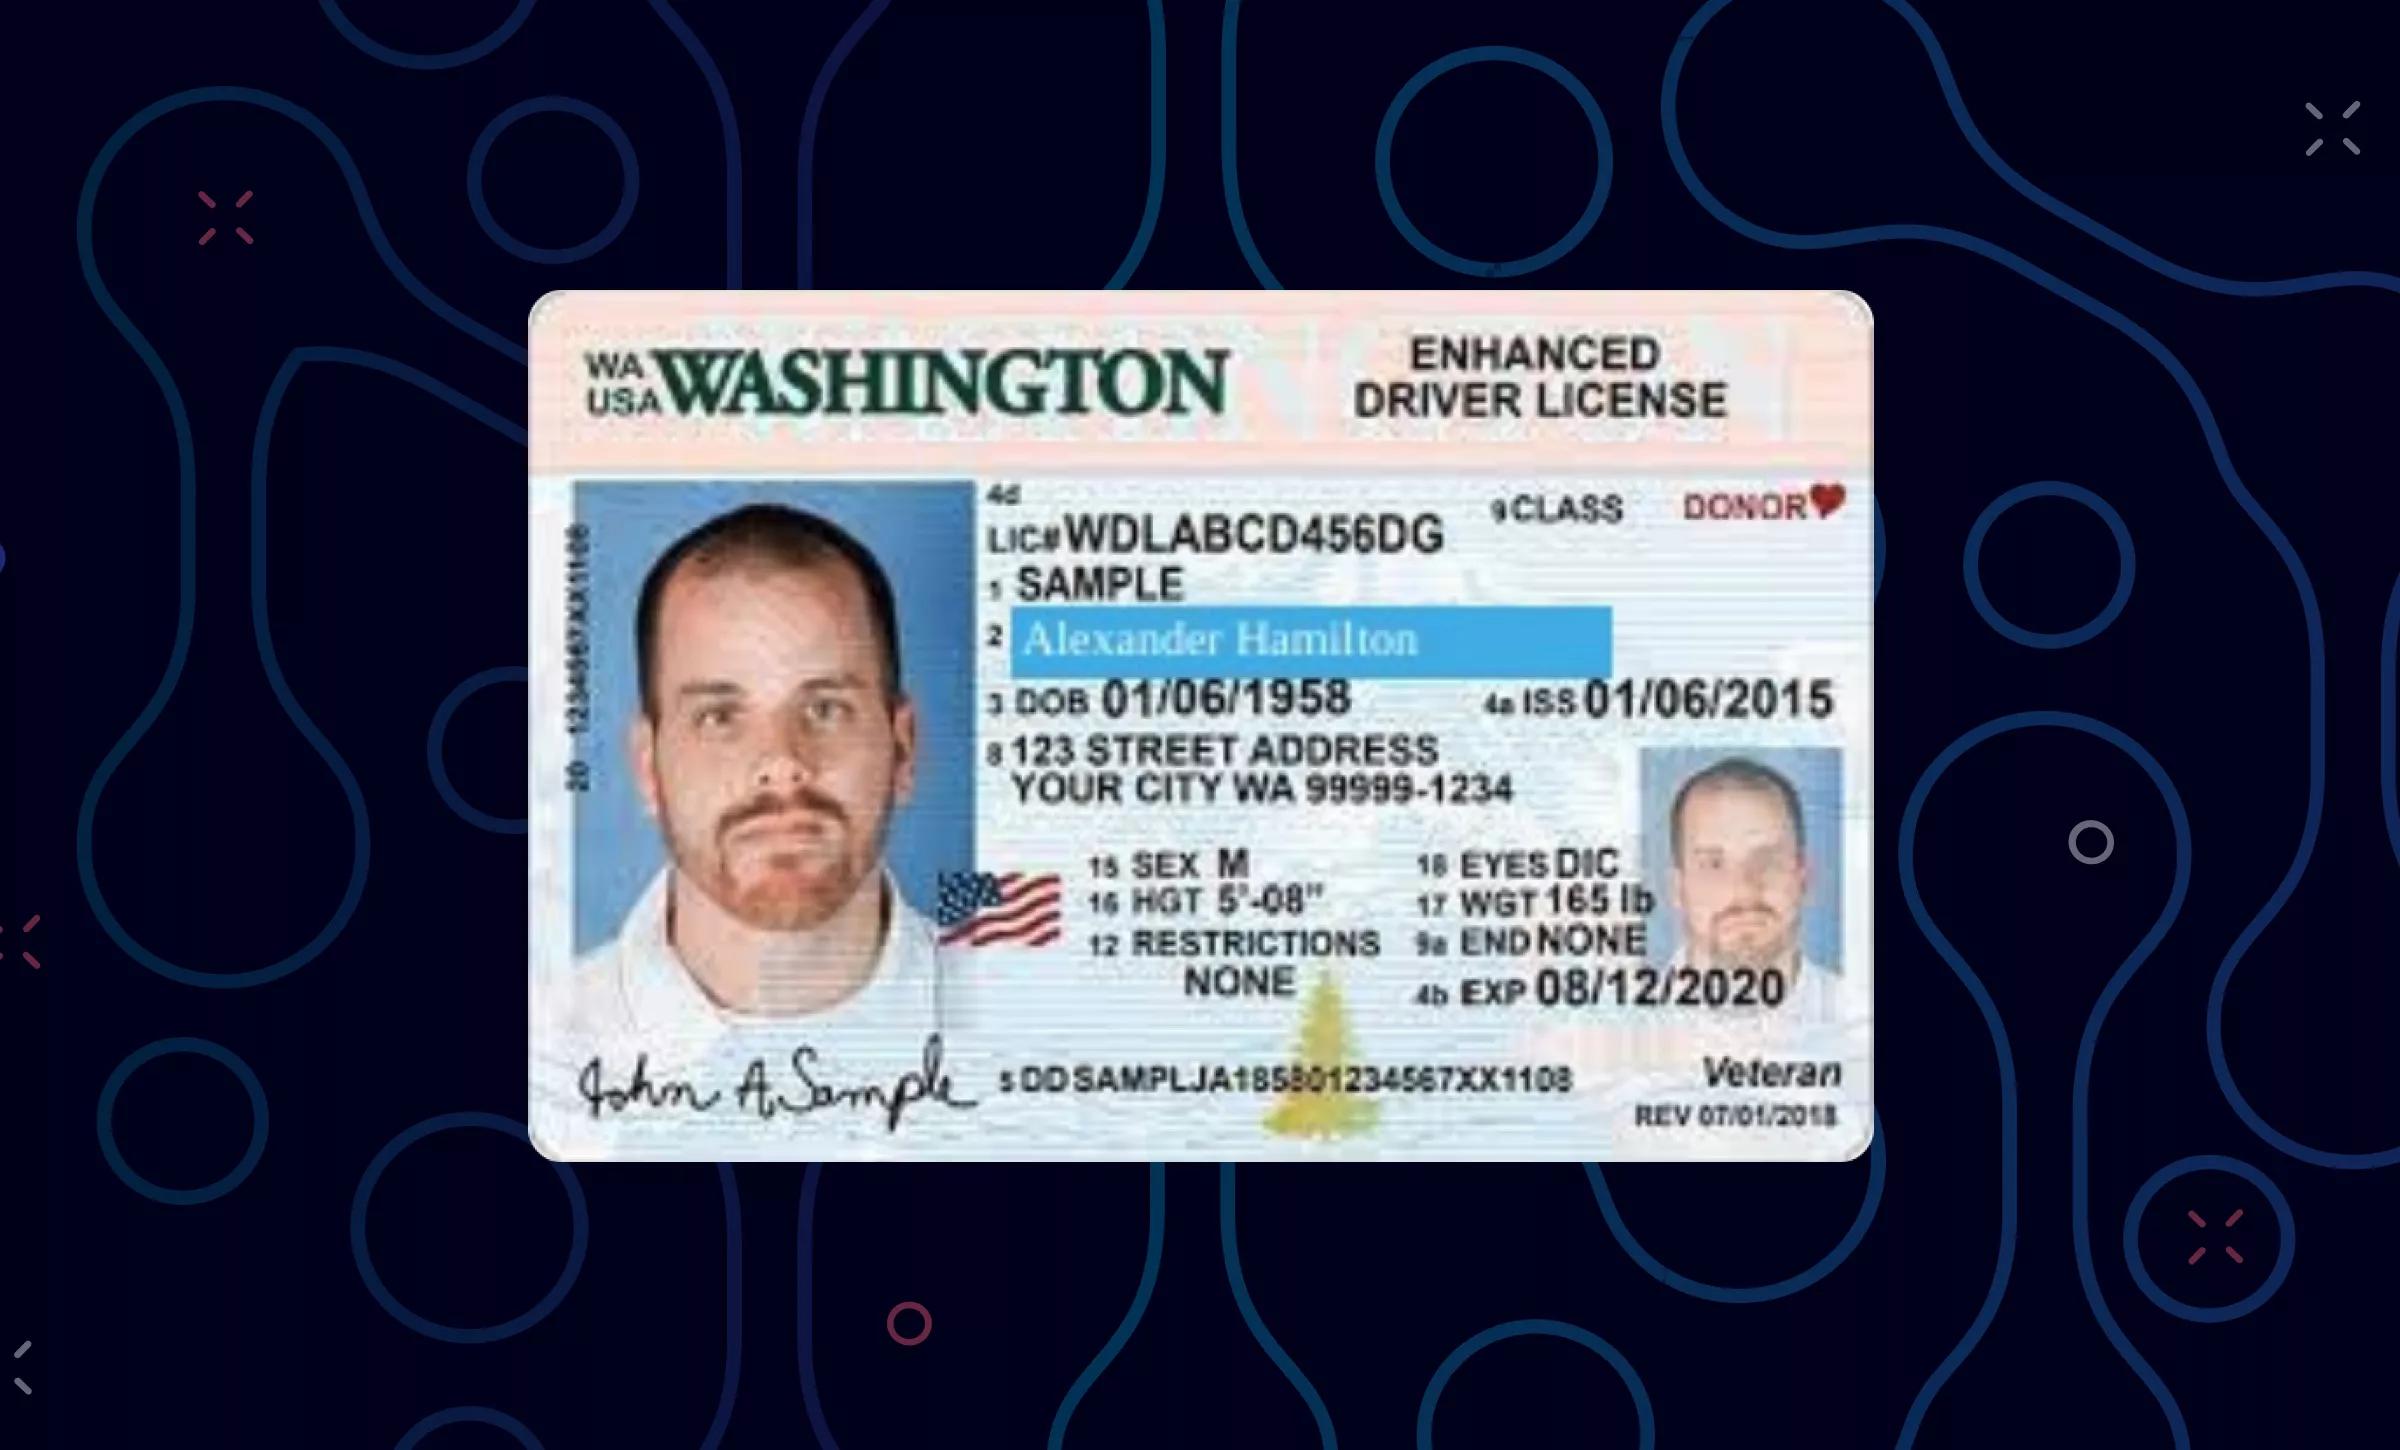 WA
USA
WASHINGTON
ENHANCED
DRIVER LICENSE
20 1234567XX1108
4d
LIC# WDLABCD456DG
9 CLASS
DONOR
1 SAMPLE
2 Alexander Hamilton
3 DOB 01/06/1958
4a ISS 01/06/2015
8 123 STREET ADDRESS
YOUR CITY WA 99999-1234
15 SEX M
18 EYES DIC
16 HGT 5'-08"
17 WGT 165 lb
12 RESTRICTIONS
NONE
9a END NONE
4b EXP 08/12/2020
John A. Sample
5 DD SAMPLJA185801234567XX1108
Veteran
REV 07/01/2018